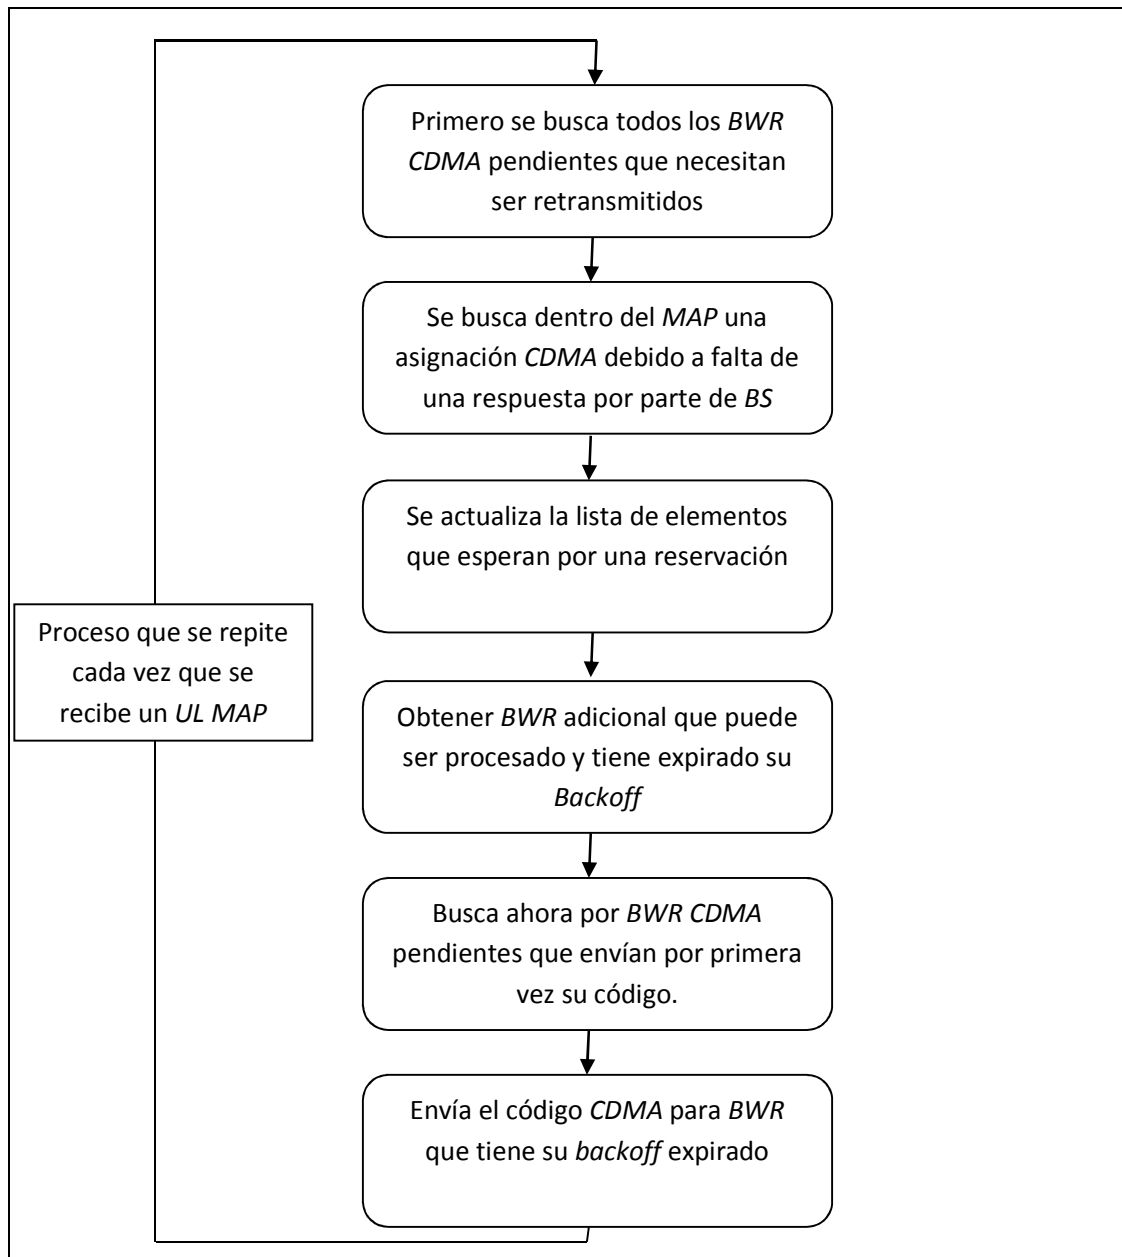 Primero se busca todos los BWR
CDMA pendientes que necesitan
ser retransmitidos
Se busca dentro del MAP una
asignación CDMA debido a falta de
una respuesta por parte de BS
Se actualiza la lista de elementos
que esperan por una reservación
Proceso que se repite
cada vez que se
recibe un UL MAP
Obtener BWR adicional que puede
ser procesado y tiene expirado su
Backoff
Busca ahora por BWR CDMA
pendientes que envían por primera
vez su código.
Envía el código CDMA para BWR
que tiene su backoff expirado